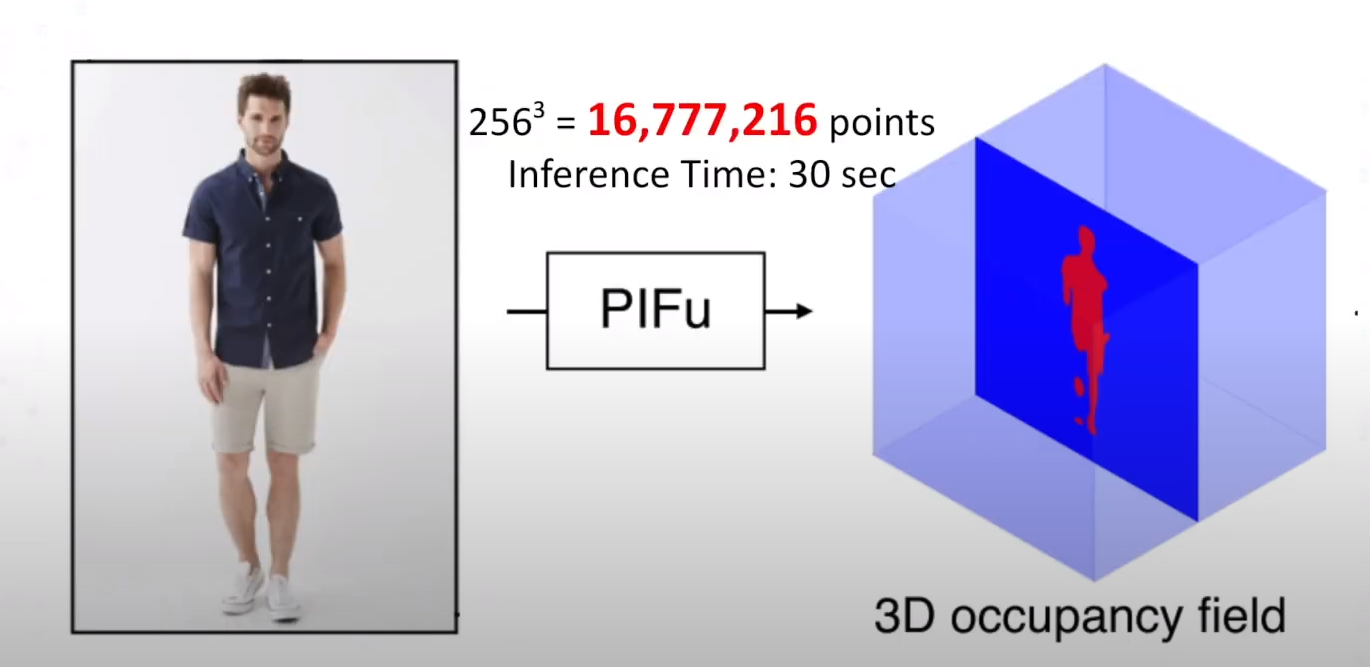 256³ = 16,777,216 points
Inference Time: 30 sec
PIFu
3D occupancy field